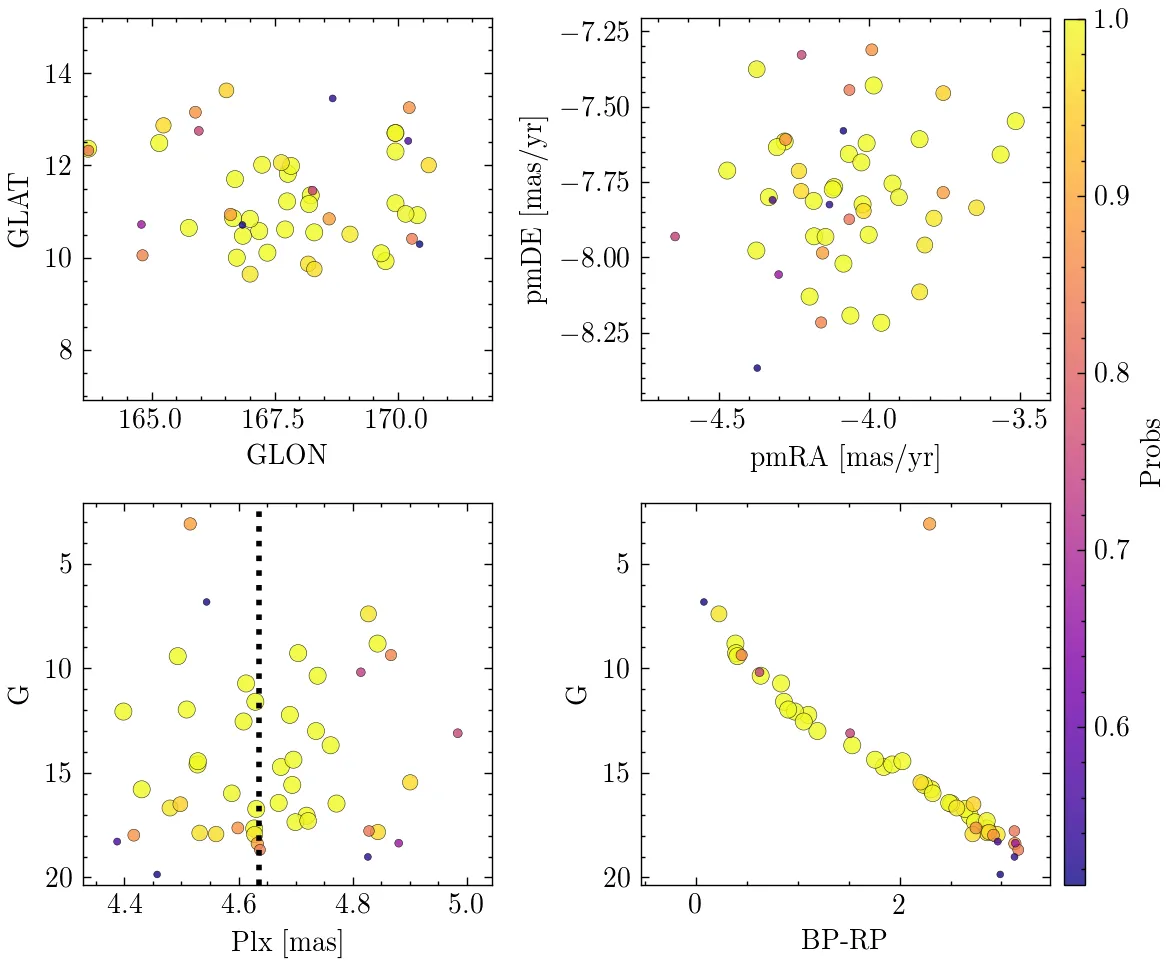 14
12
10
8
GLAT
165.0 167.5 170.0
GLON
−7.25
−7.50
−7.75
−8.00
−8.25
pmDE [mas/yr]
−4.5 −4.0 −3.5
pmRA [mas/yr]
5
10
15
20
G
4.4 4.6 4.8 5.0
Plx [mas]
5
10
15
20
G
0 2
BP-RP
1.0
0.9
0.8
0.7
0.6
Probs